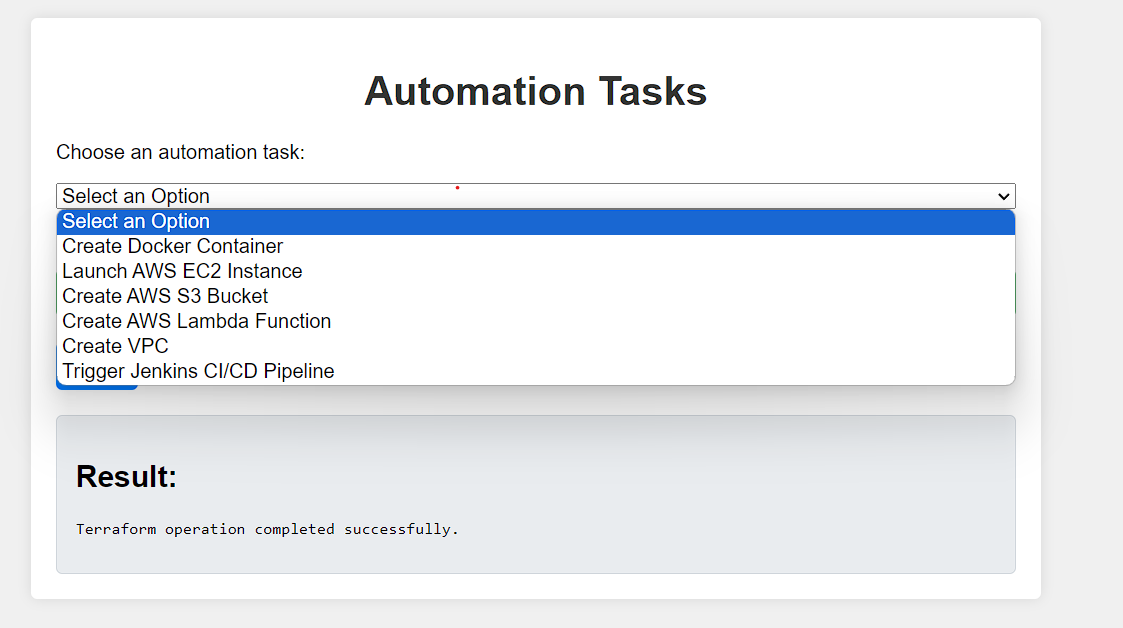 Automation Tasks
Choose an automation task:
Select an Option
Select an Option
Create Docker Container
Launch AWS EC2 Instance
Create AWS S3 Bucket
Create AWS Lambda Function
Create VPC
Trigger Jenkins CI/CD Pipeline
Result:
Terraform operation completed successfully.